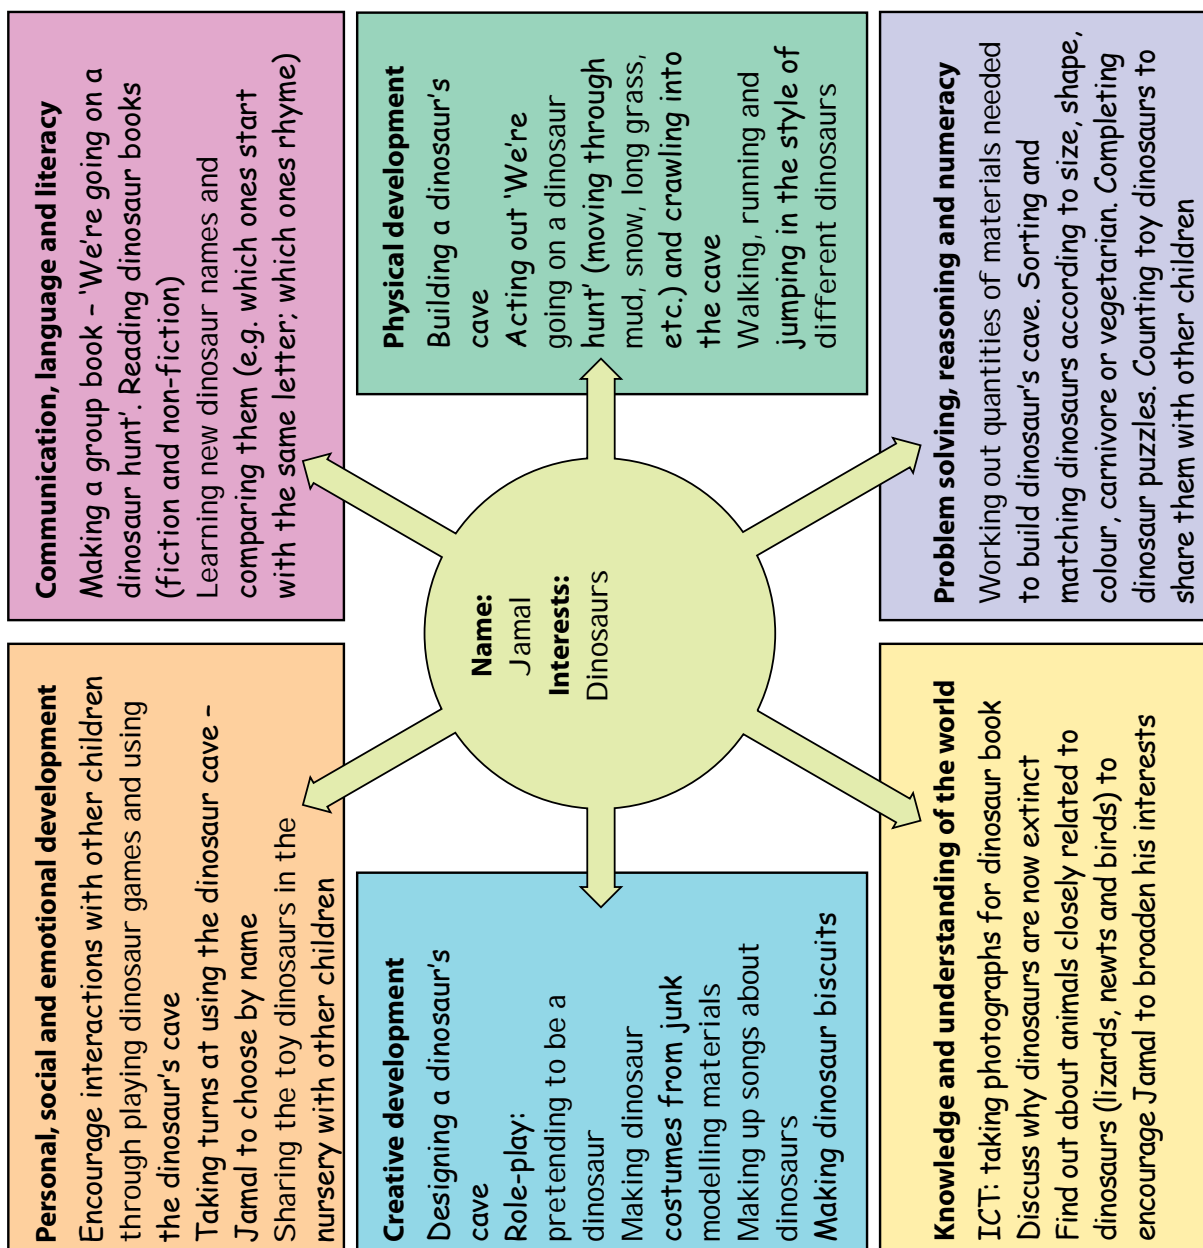 Personal, social and emotional development
Encourage interactions with other children
through playing dinosaur games and using
the dinosaur's cave
Taking turns at using the dinosaur cave –
Jamal to choose by name
Sharing the toy dinosaurs in the
nursery with other children
Communication, language and literacy
Making a group book – 'We're going on a
dinosaur hunt'. Reading dinosaur books
(fiction and non-fiction)
Learning new dinosaur names and
comparing them (e.g. which ones start
with the same letter; which ones rhyme)
Creative development
Designing a dinosaur's
cave
Role-play:
pretending to be a
dinosaur
Making dinosaur
costumes from junk
modelling materials
Making up songs about
dinosaurs
Making dinosaur biscuits
Name:
Jamal
Interests:
Dinosaurs
Physical development
Building a dinosaur's
cave
Acting out 'We're
going on a dinosaur
hunt' (moving through
mud, snow, long grass,
etc.) and crawling into
the cave
Walking, running and
jumping in the style of
different dinosaurs
Knowledge and understanding of the world
ICT: taking photographs for dinosaur book
Discuss why dinosaurs are now extinct
Find out about animals closely related to
dinosaurs (lizards, newts and birds) to
encourage Jamal to broaden his interests
Problem solving, reasoning and numeracy
Working out quantities of materials needed
to build dinosaur's cave. Sorting and
matching dinosaurs according to size, shape,
colour, carnivore or vegetarian. Completing
dinosaur puzzles. Counting toy dinosaurs to
share them with other children